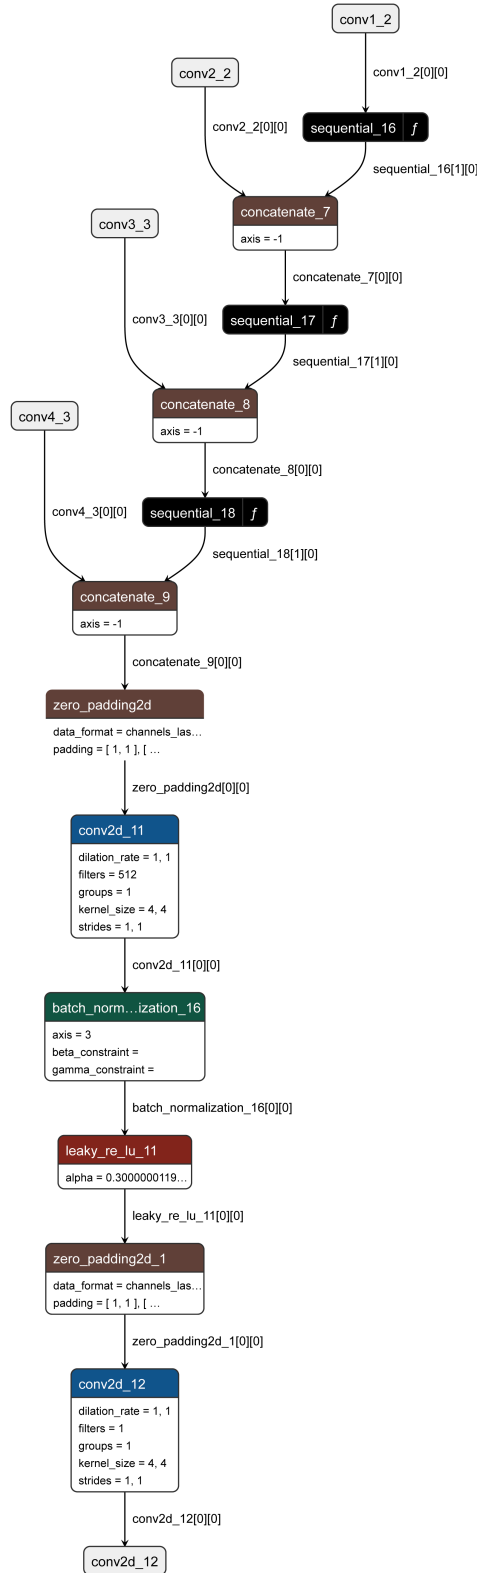 conv1_2
conv2_2
conv1_2[0][0]
conv2_2[0][0]
sequential_16 ƒ
sequential_16[1][0]
concatenate_7
axis = -1
conv3_3
concatenate_7[0][0]
conv3_3[0][0]
sequential_17 ƒ
sequential_17[1][0]
concatenate_8
axis = -1
conv4_3
concatenate_8[0][0]
conv4_3[0][0]
sequential_18 ƒ
sequential_18[1][0]
concatenate_9
axis = -1
concatenate_9[0][0]
zero_padding2d
data_format = channels_las…
padding = [ 1, 1 ], [ …
zero_padding2d[0][0]
conv2d_11
dilation_rate = 1, 1
filters = 512
groups = 1
kernel_size = 4, 4
strides = 1, 1
conv2d_11[0][0]
batch_norm…ization_16
axis = 3
beta_constraint =
gamma_constraint =
batch_normalization_16[0][0]
leaky_re_lu_11
alpha = 0.3000000119…
leaky_re_lu_11[0][0]
zero_padding2d_1
data_format = channels_las…
padding = [ 1, 1 ], [ …
zero_padding2d_1[0][0]
conv2d_12
dilation_rate = 1, 1
filters = 1
groups = 1
kernel_size = 4, 4
strides = 1, 1
conv2d_12[0][0]
conv2d_12